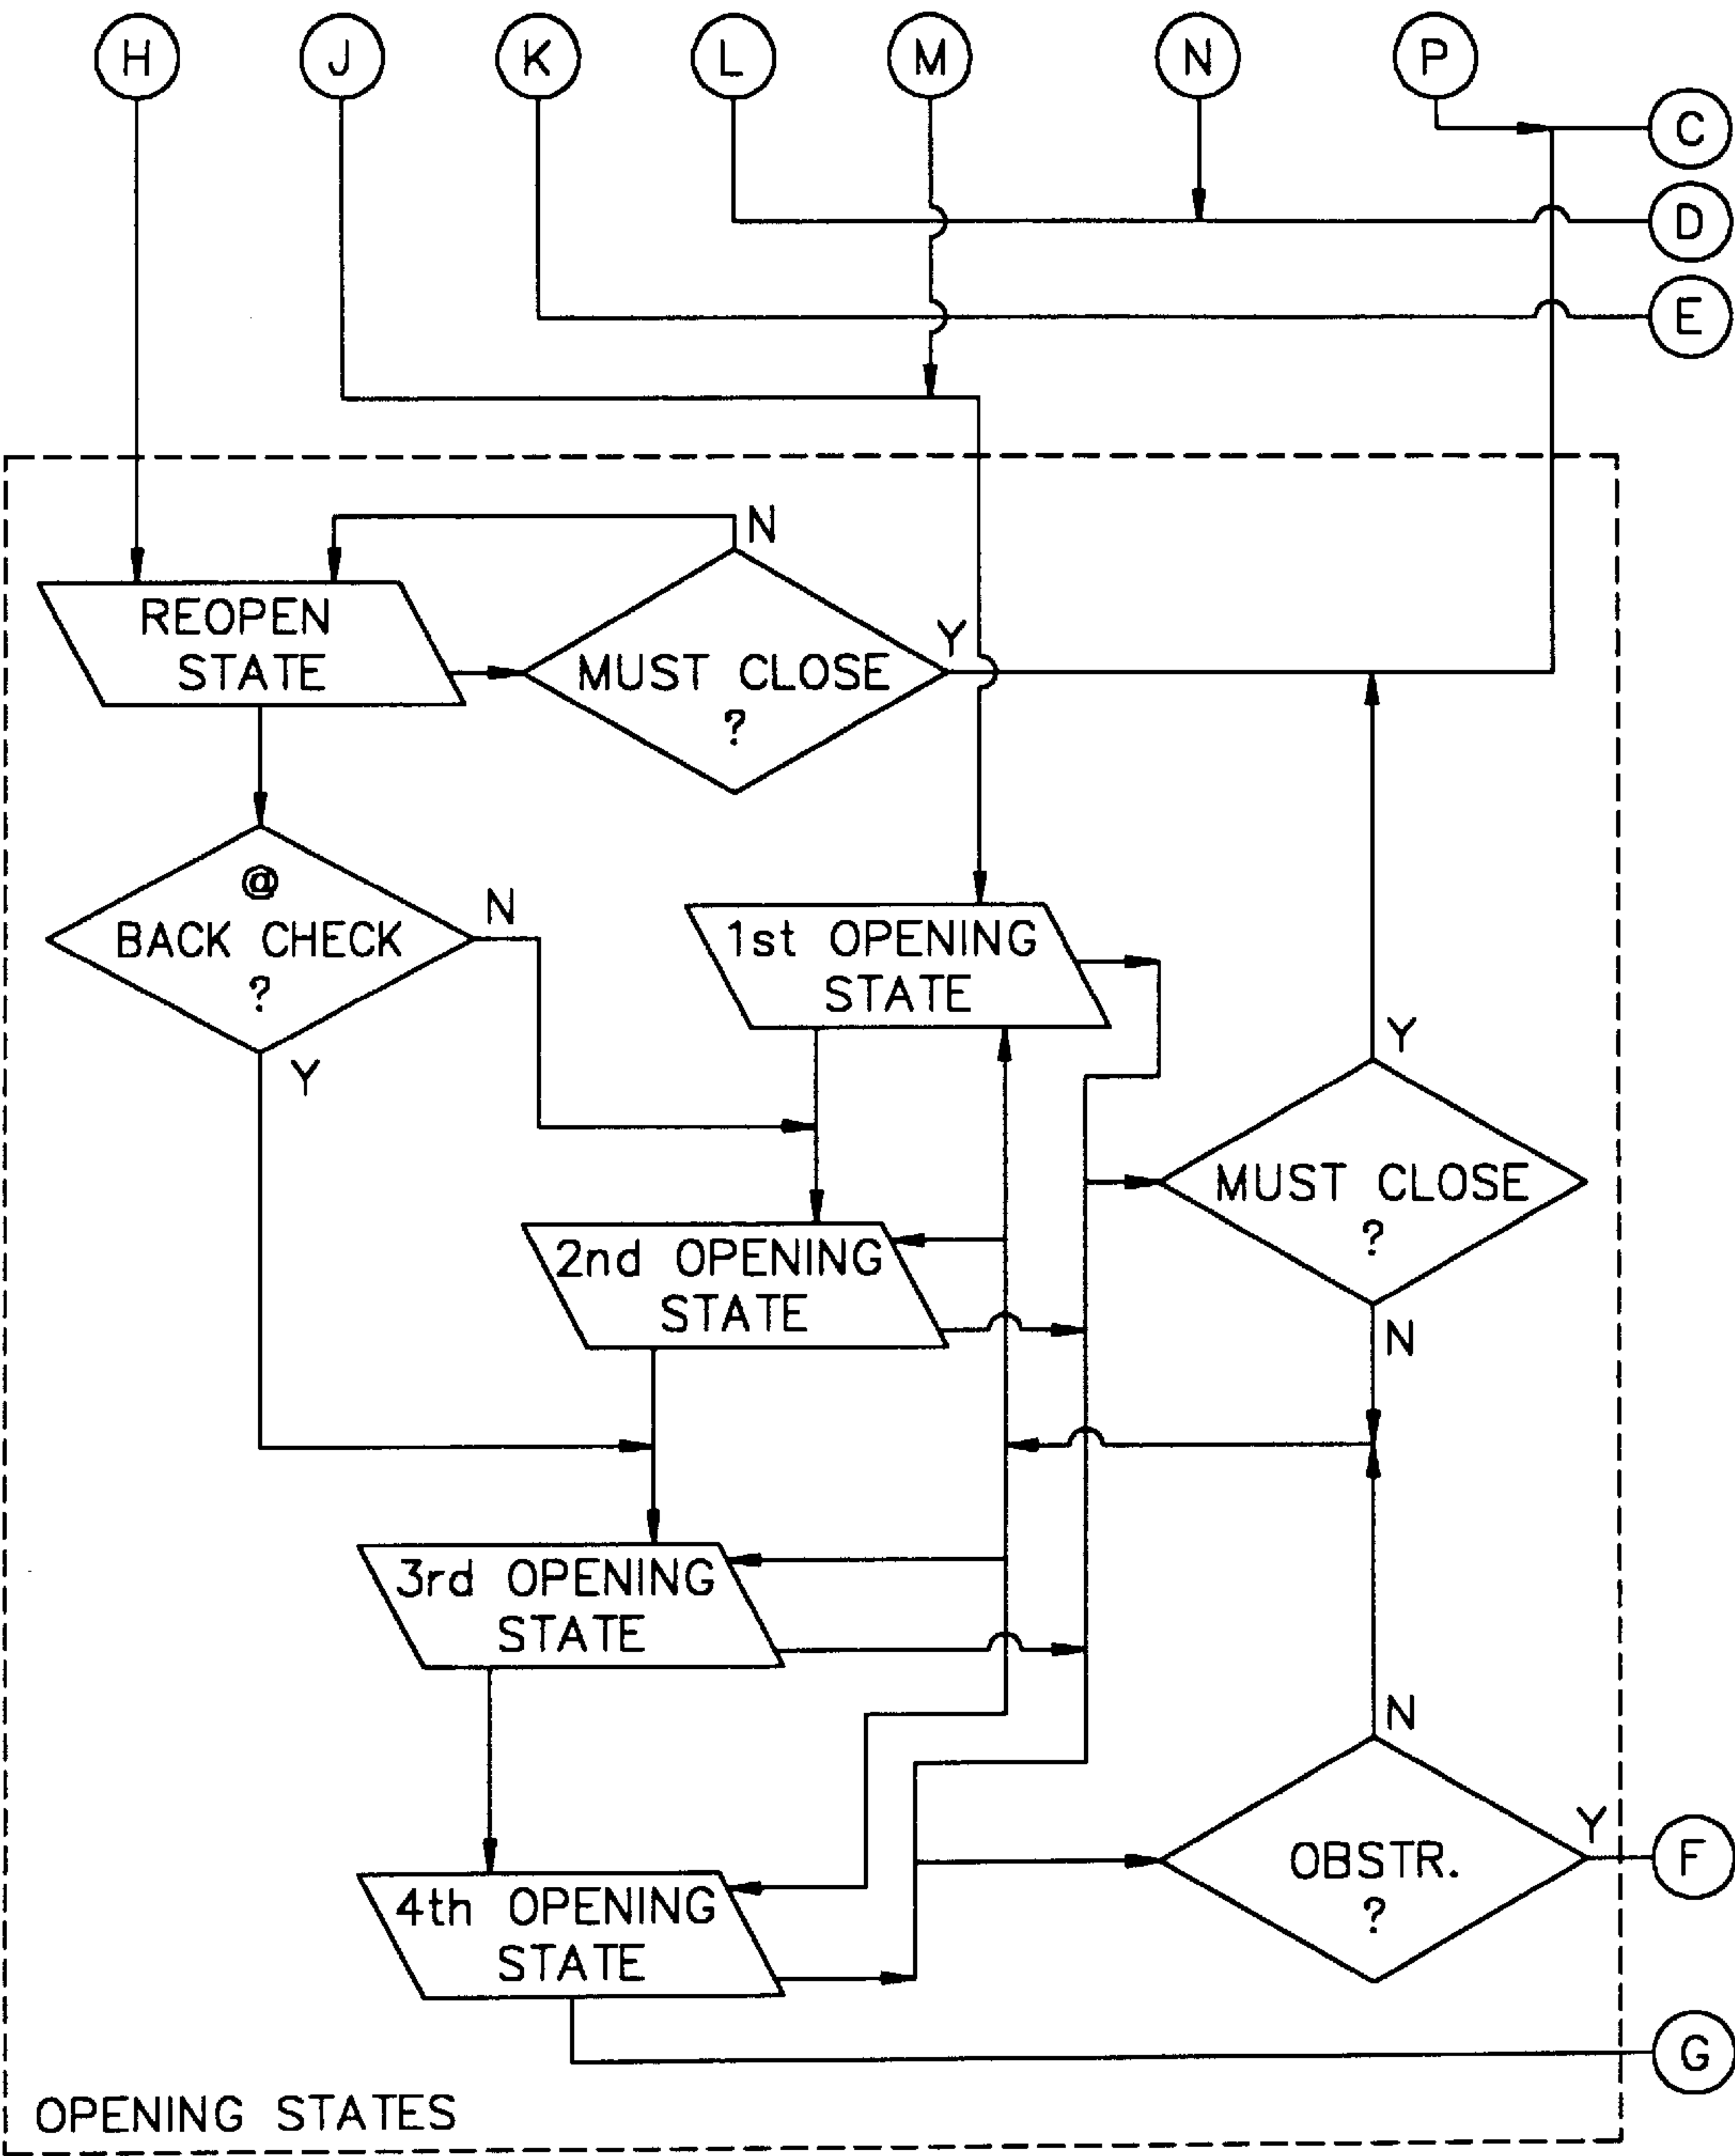 H
J
K
L
M
N
P
C
D
E
N
REOPEN
STATE
Y
MUST CLOSE
?
@
BACK CHECK
?
N
Y
1st OPENING
STATE
Y
MUST CLOSE
?
N
2nd OPENING
STATE
3rd OPENING
STATE
N
Y
OBSTR.
?
F
4th OPENING
STATE
G
OPENING STATES